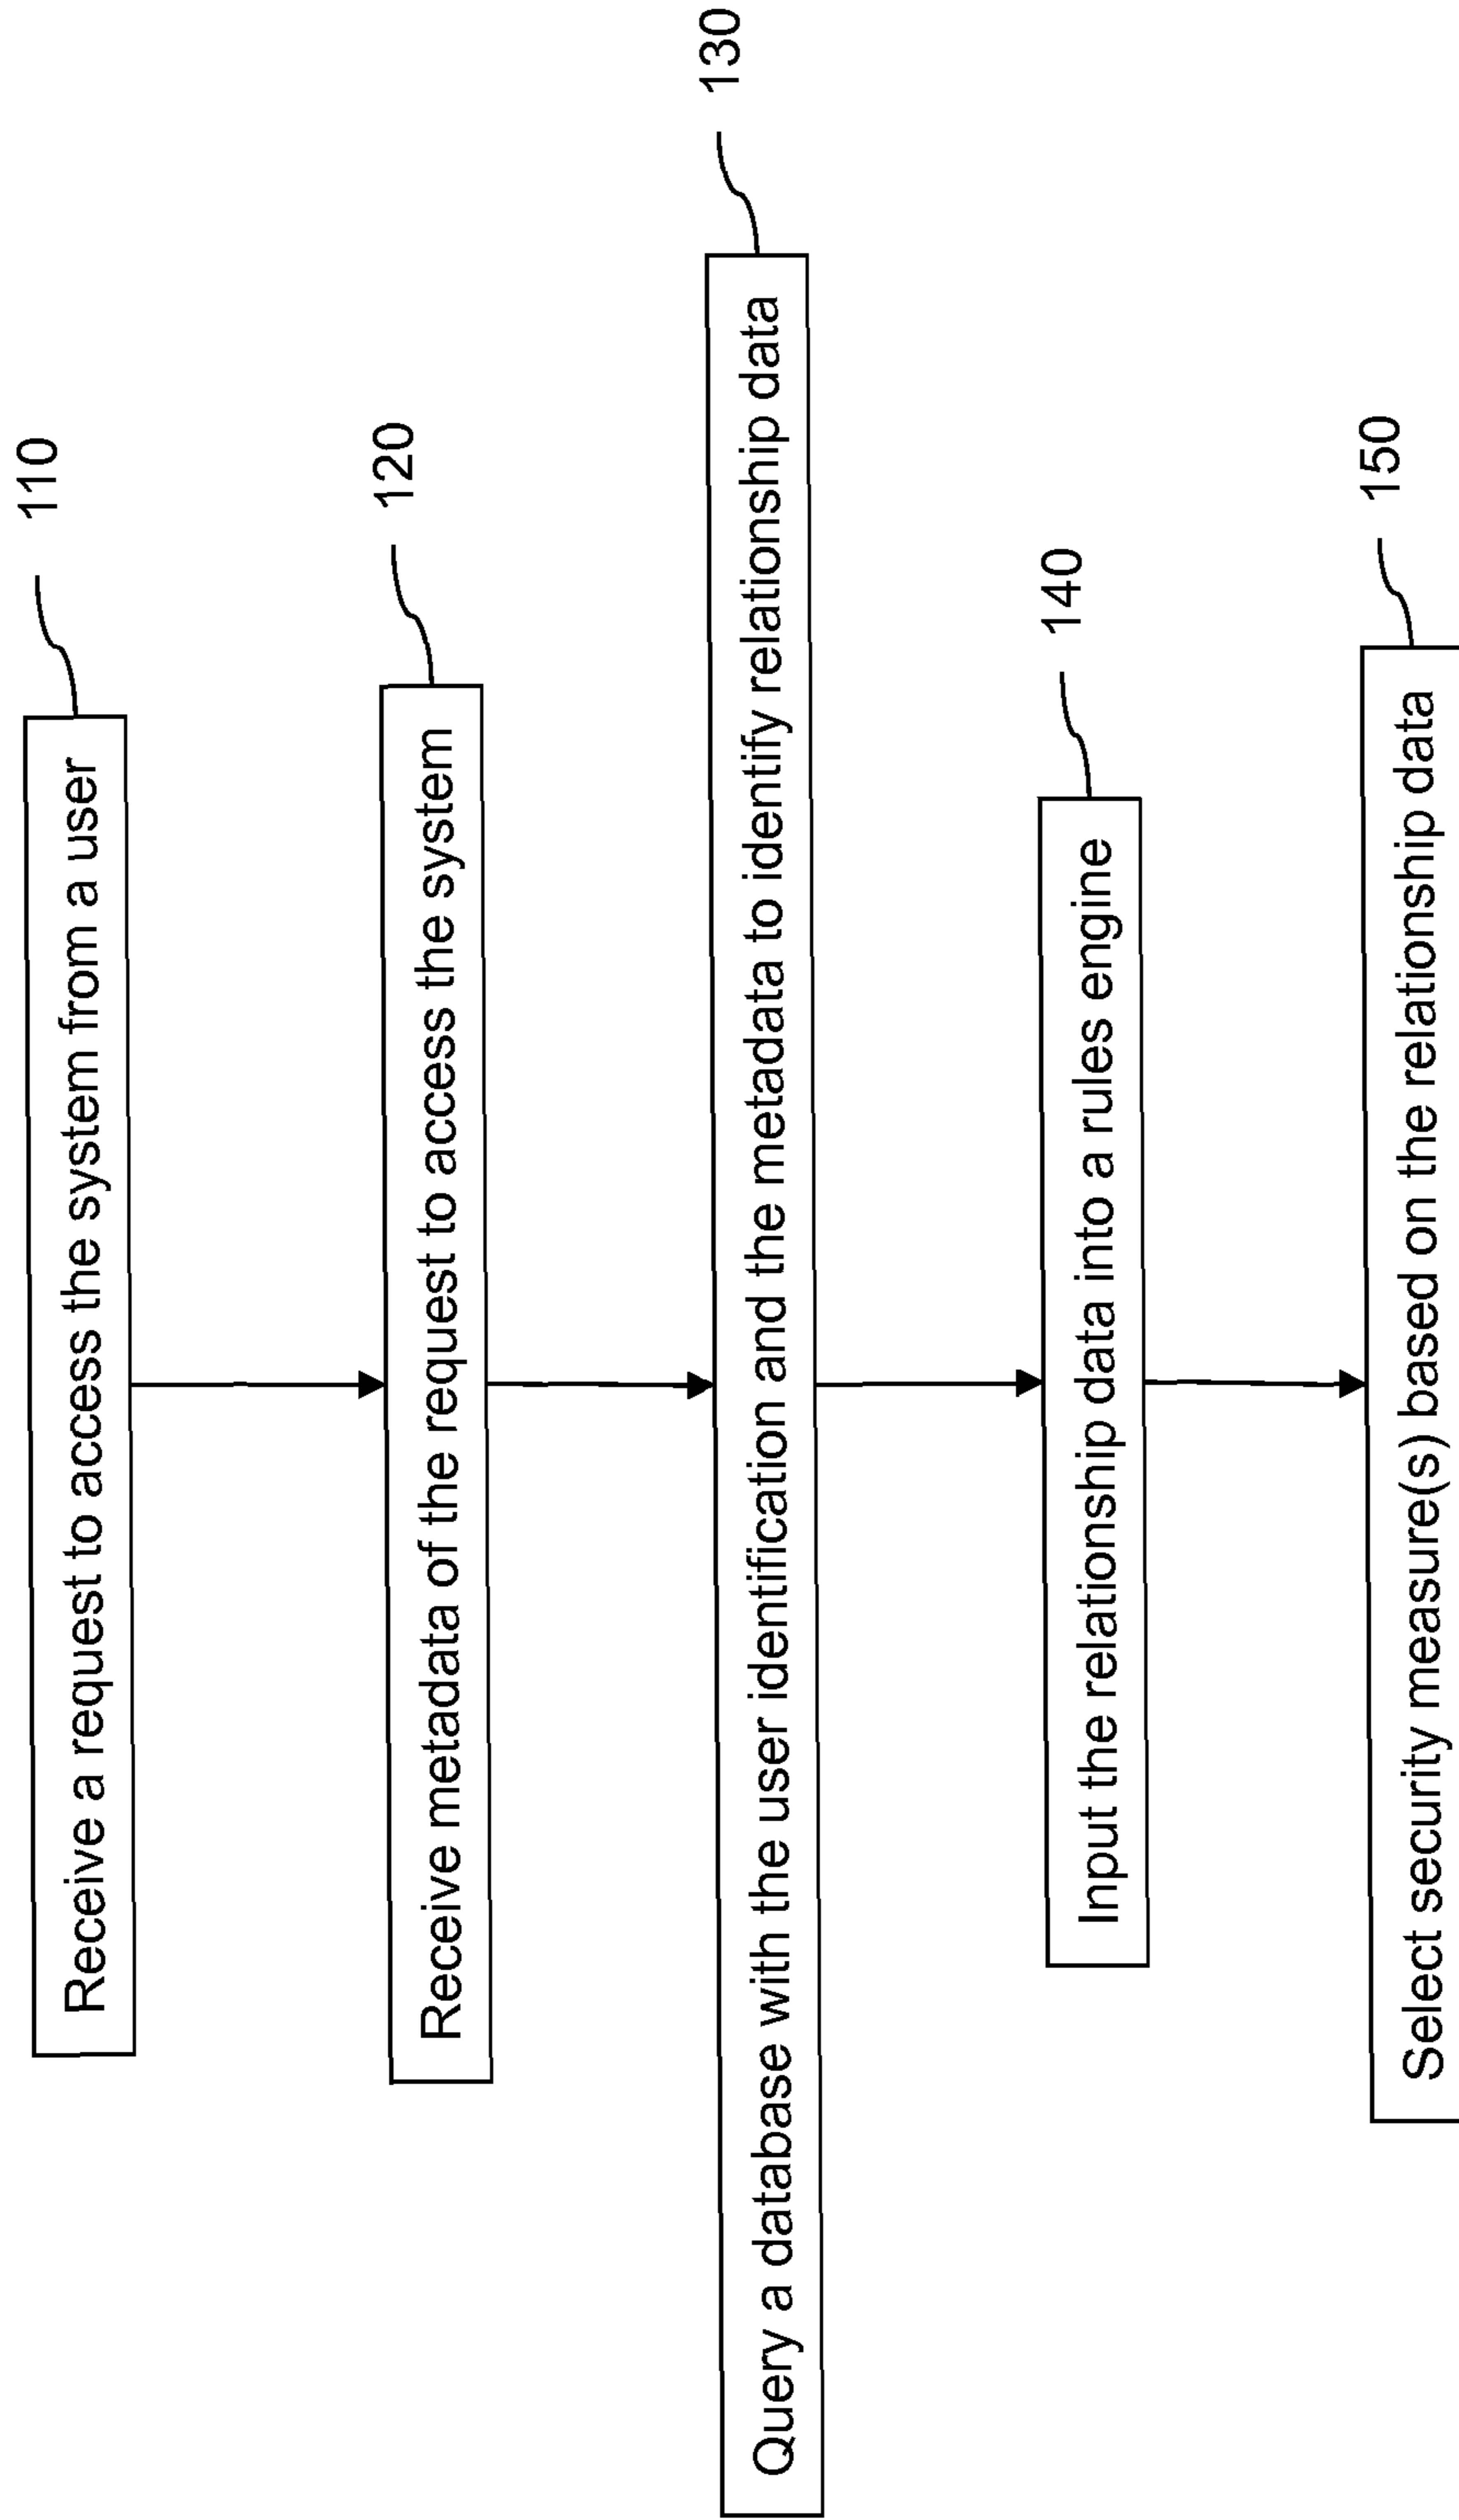 Receive a request to access the system from a user
110
Receive metadata of the request to access the system
120
Query a database with the user identification and the metadata to identify relationship data
130
Input the relationship data into a rules engine
140
Select security measure(s) based on the relationship data
150